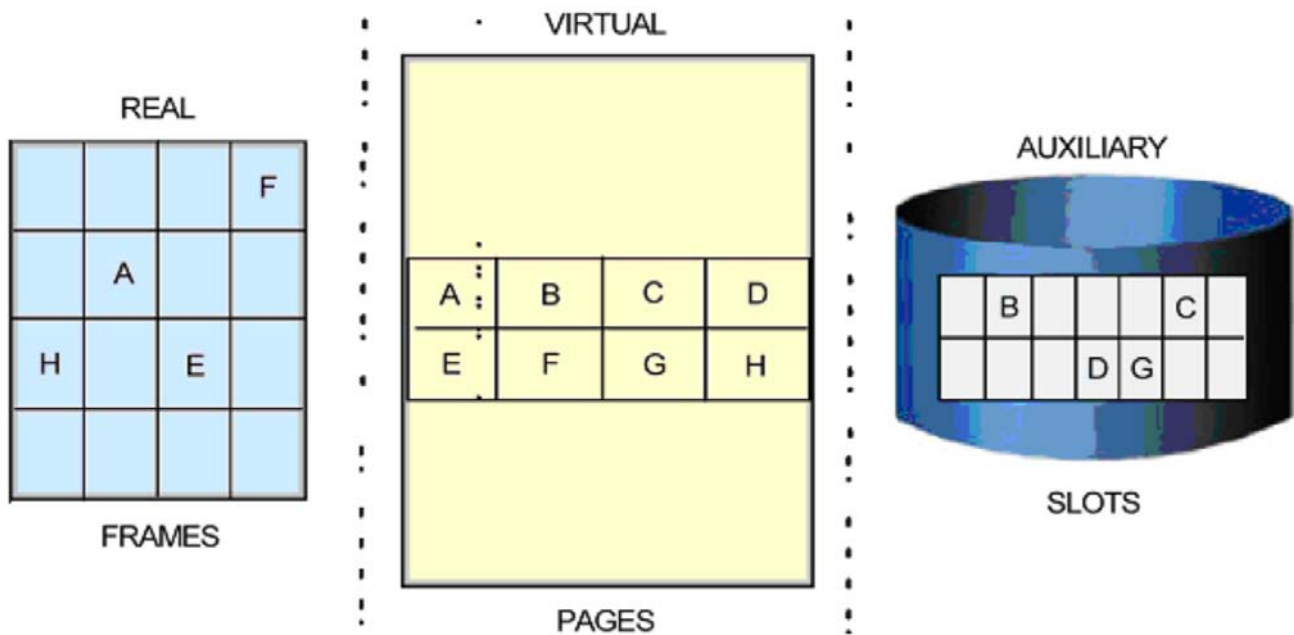 VIRTUAL
REAL
AUXILIARY
F
A
H E
A B C D
E F G H
B C
D G
FRAMES
SLOTS
PAGES